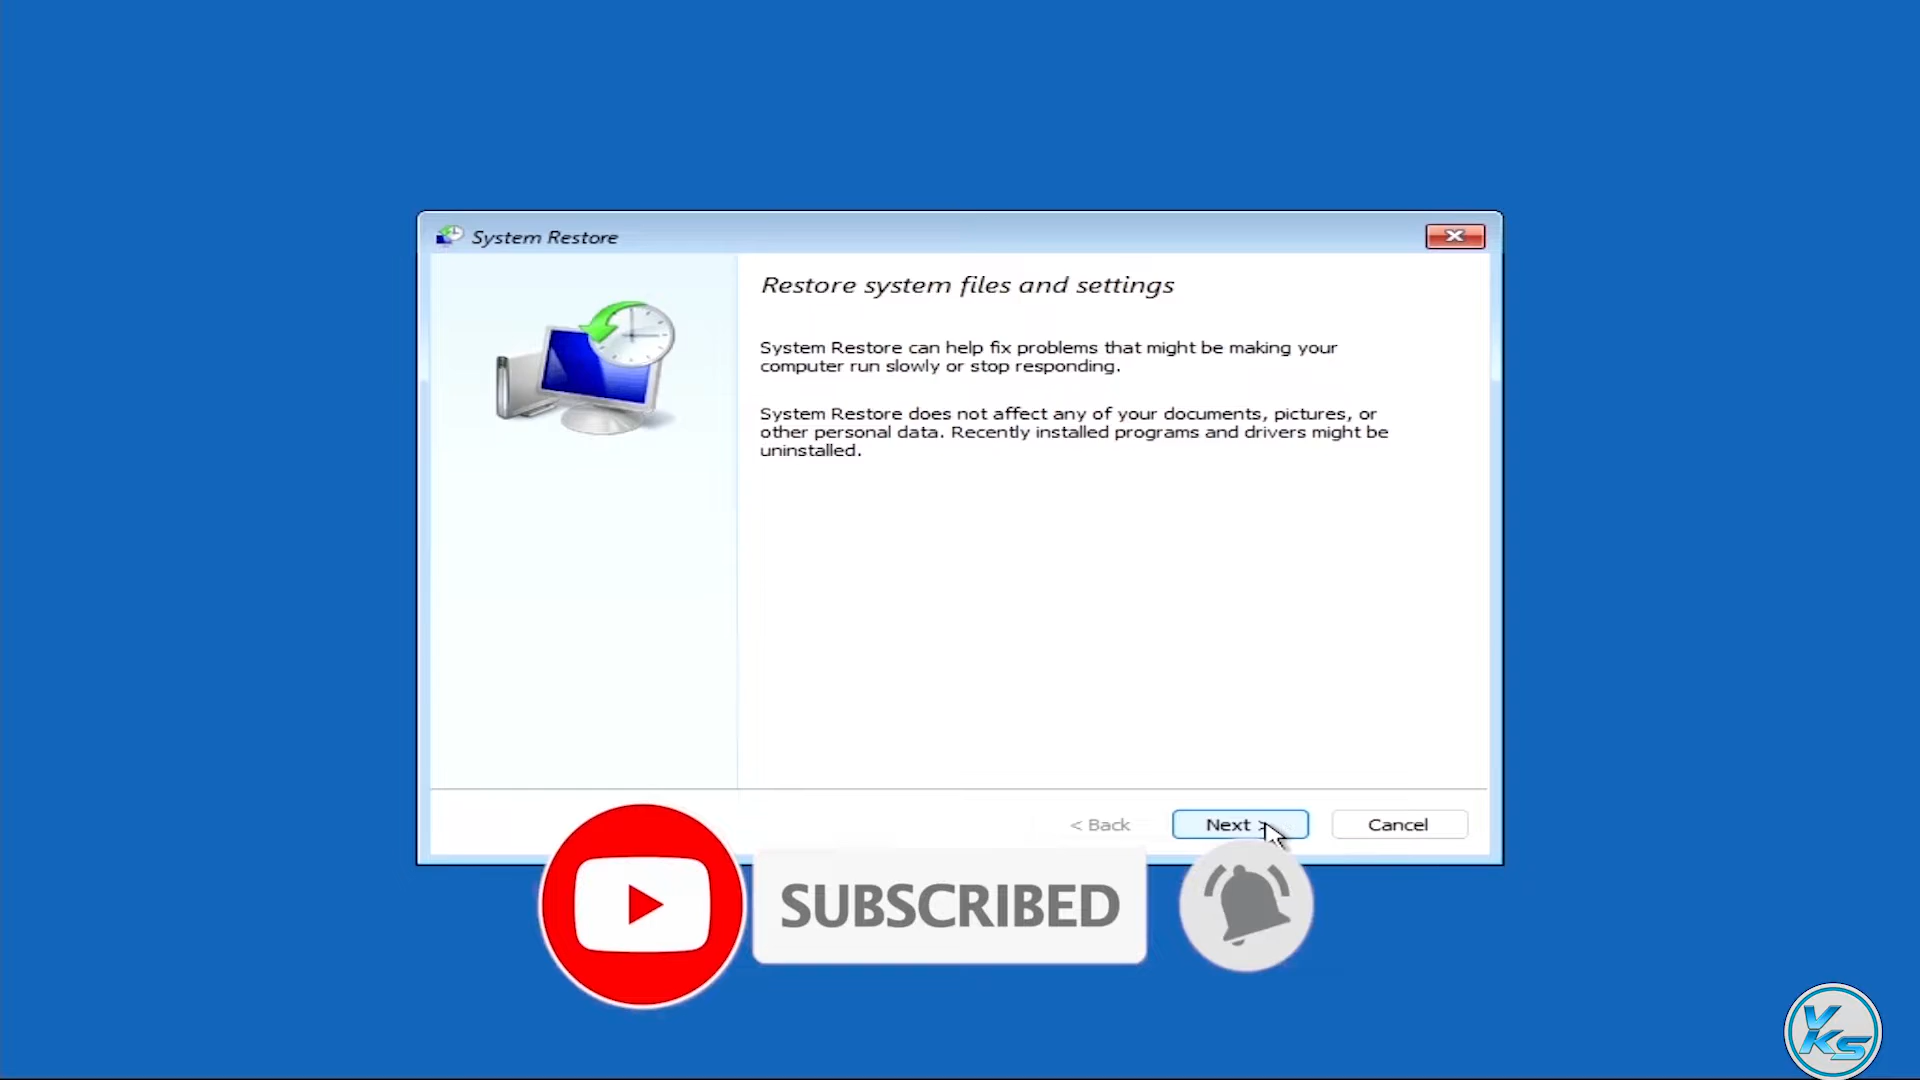 System Restore
Restore system files and settings
System Restore can help fix problems that might be making your
computer run slowly or stop responding.
System Restore does not affect any of your documents, pictures, or
other personal data. Recently installed programs and drivers might be
uninstalled.
< Back
Next >
Cancel
SUBSCRIBED
VKS